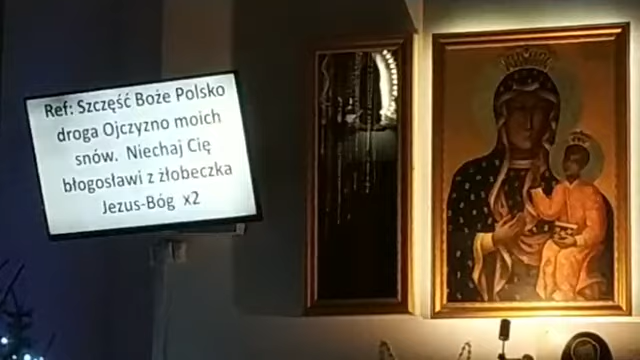 Ref: Szczęść Boże Polsko
droga Ojczyzno moich
snów. Niechaj Cię
błogosławi z żłobeczka
Jezus-Bóg x2